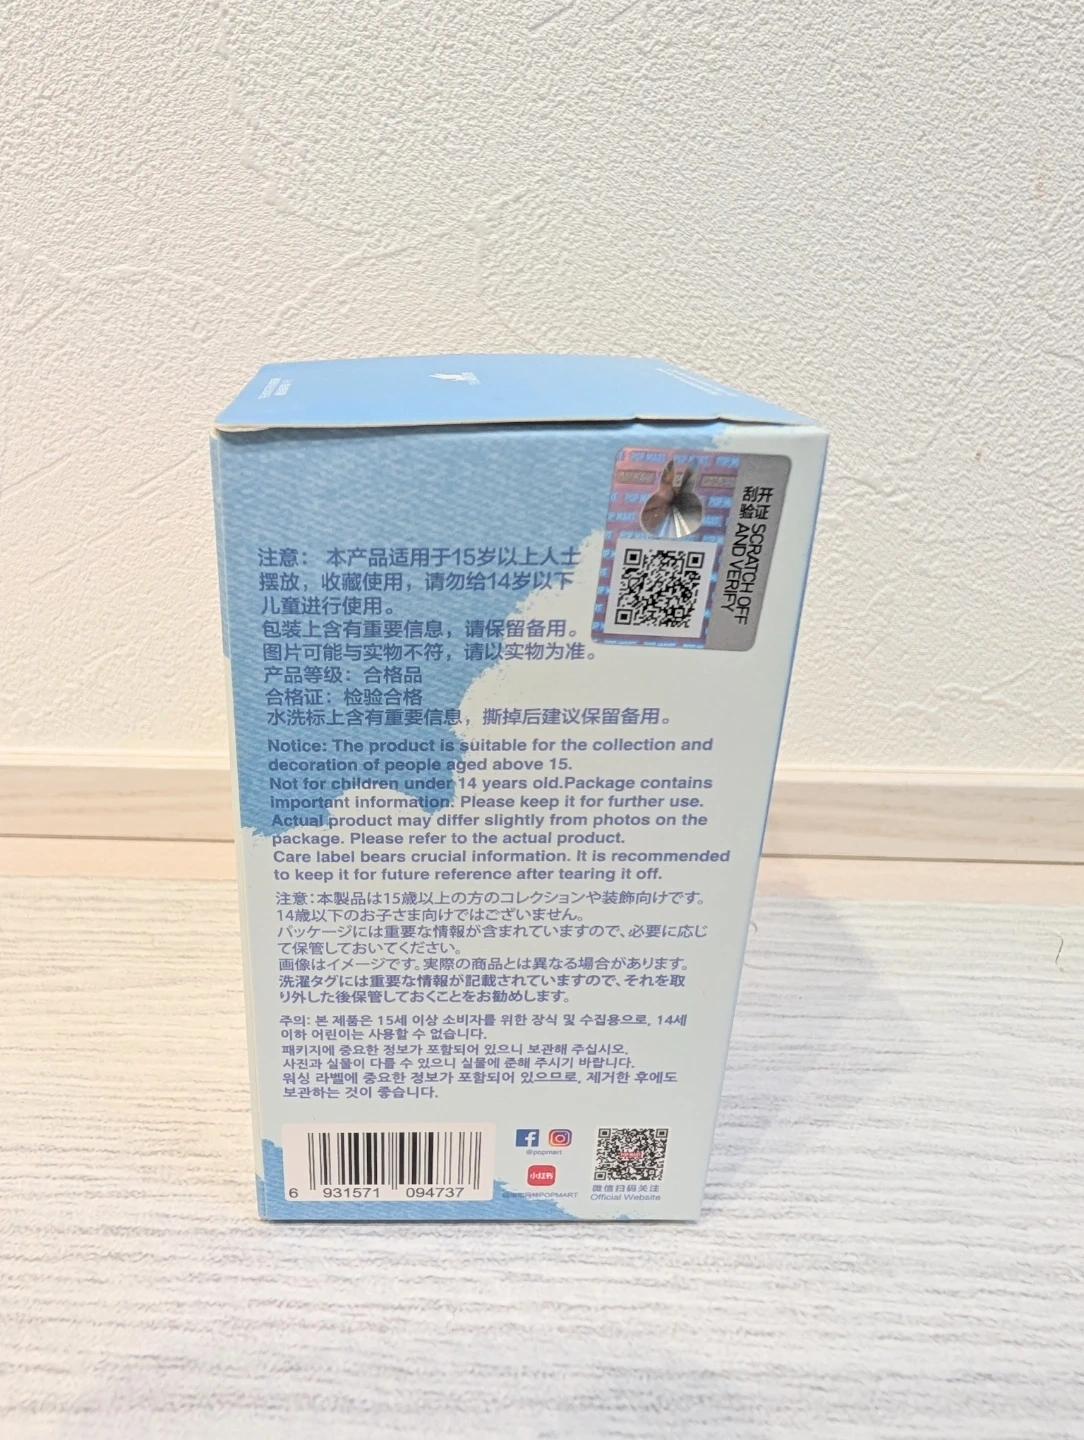 POP MART
刮开
验证
SCRATCH OFF
AND VERIFY
注意： 本产品适用于15岁以上人士
摆放，收藏使用，请勿给14岁以下
儿童进行使用。
包装上含有重要信息，请保留备用。
图片可能与实物不符，请以实物为准。
产品等级：合格品
合格证：检验合格
水洗标上含有重要信息，撕掉后建议保留备用。
Notice: The product is suitable for the collection and
decoration of people aged above 15.
Not for children under 14 years old.Package contains
important information. Please keep it for further use.
Actual product may differ slightly from photos on the
package. Please refer to the actual product.
Care label bears crucial information. It is recommended
to keep it for future reference after tearing it off.
注意:本製品は15歳以上の方のコレクションや装飾向けです。
14歳以下のお子さま向けではございません。
パッケージには重要な情報が含まれていますので、必要に応じ
て保管しておいてください。
画像はイメージです。実際の商品とは異なる場合があります。
洗濯タグには重要な情報が記載されていますので、それを取
り外した後保管しておくことをお勧めします。
주의: 본 제품은 15세 이상 소비자를 위한 장식 및 수집용으로, 14세
이하 어린이는 사용할 수 없습니다.
패키지에 중요한 정보가 포함되어 있으니 보관해 주십시오.
사진과 실물이 다를 수 있으니 실물에 준해 주시기 바랍니다.
워싱 라벨에 중요한 정보가 포함되어 있으므로, 제거한 후에도
보관하는 것이 좋습니다.
6 931571 094737
@popmart
小红书
POPMART
微信扫码关注
Official Website